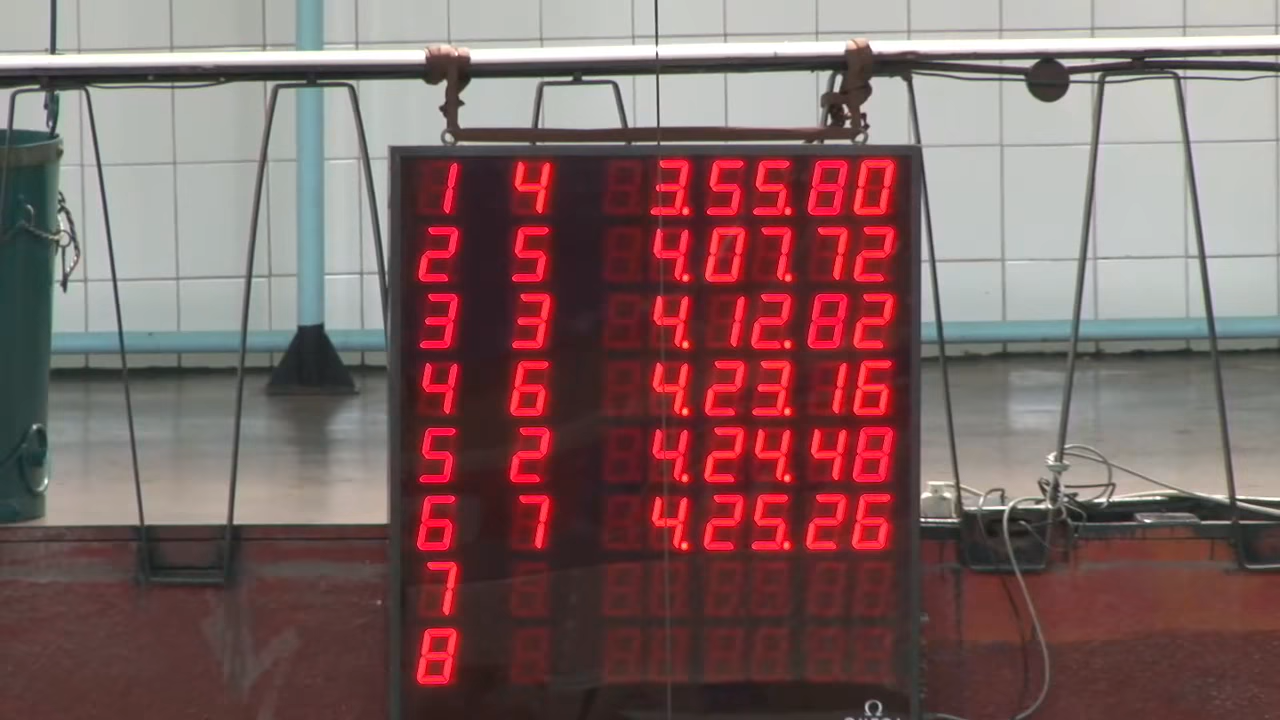 1 4 3.55.80
2 5 4.07.72
3 3 4.12.82
4 6 4.23.16
5 2 4.24.48
6 7 4.25.26
7
8